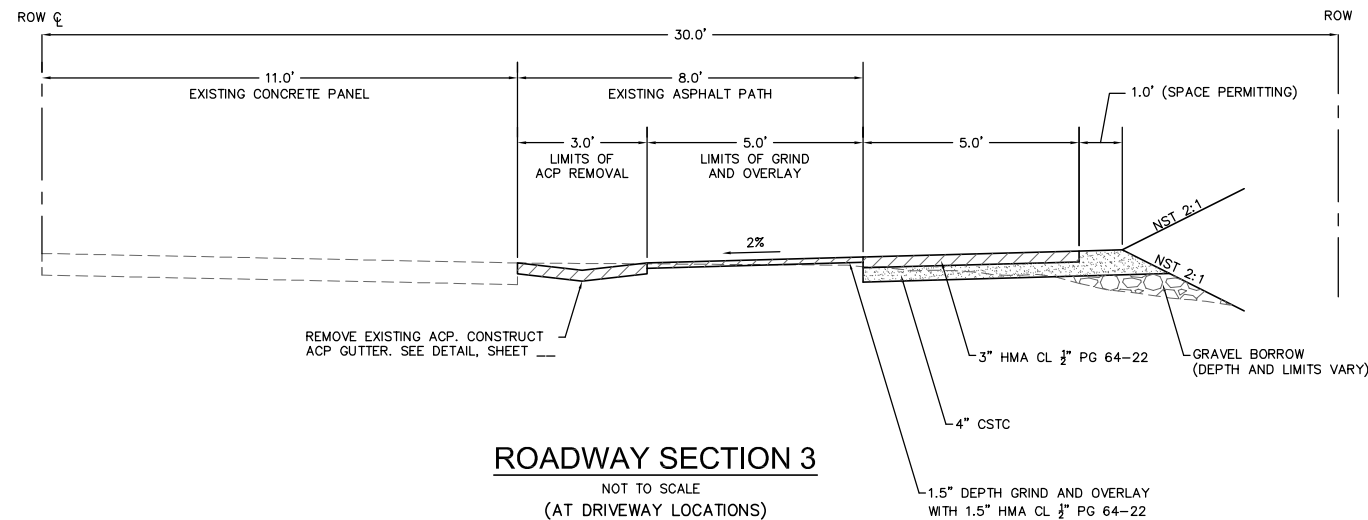 ROW ℄
ROW
30.0'
11.0'
EXISTING CONCRETE PANEL
8.0'
EXISTING ASPHALT PATH
1.0' (SPACE PERMITTING)
3.0'
LIMITS OF
ACP REMOVAL
5.0'
LIMITS OF GRIND
AND OVERLAY
5.0'
NST 2:1
2%
NST 2:1
REMOVE EXISTING ACP. CONSTRUCT
ACP GUTTER. SEE DETAIL, SHEET __
3" HMA CL ½" PG 64-22
GRAVEL BORROW
(DEPTH AND LIMITS VARY)
4" CSTC
1.5" DEPTH GRIND AND OVERLAY
WITH 1.5" HMA CL ½" PG 64-22
ROADWAY SECTION 3
NOT TO SCALE
(AT DRIVEWAY LOCATIONS)